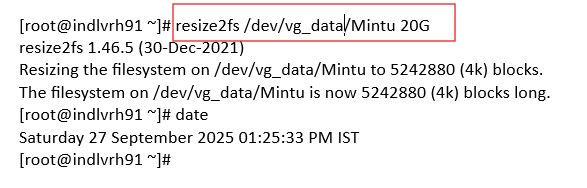 [root@indlvrh91 ~]# resize2fs /dev/vg_data/Mintu 20G
resize2fs 1.46.5 (30-Dec-2021)
Resizing the filesystem on /dev/vg_data/Mintu to 5242880 (4k) blocks.
The filesystem on /dev/vg_data/Mintu is now 5242880 (4k) blocks long.
[root@indlvrh91 ~]# date
Saturday 27 September 2025 01:25:33 PM IST
[root@indlvrh91 ~]#